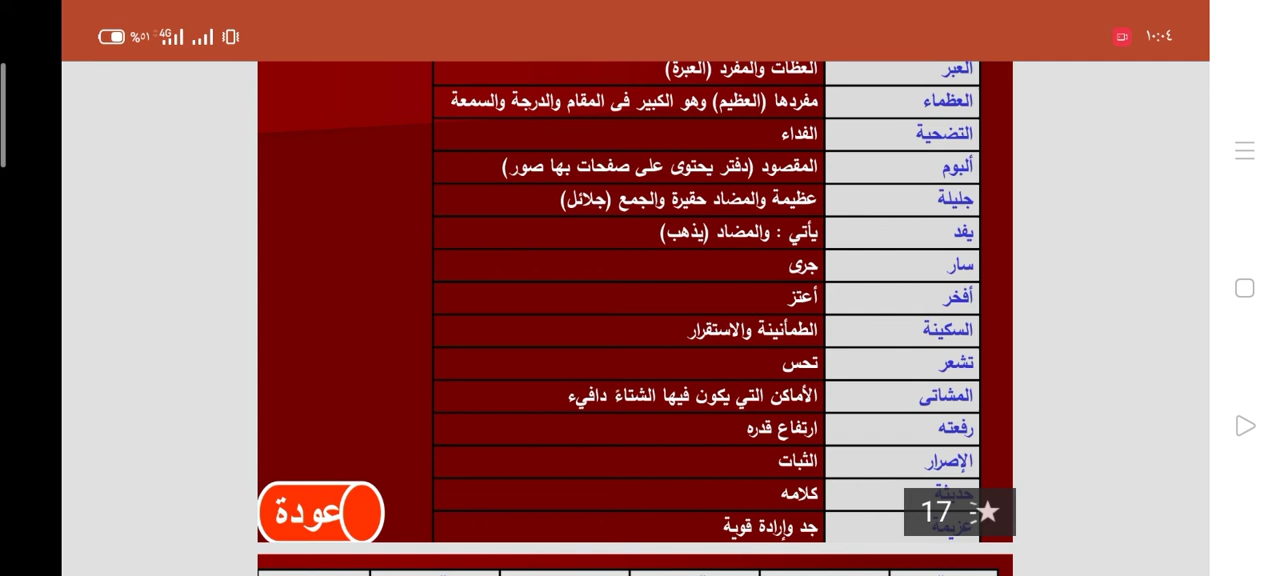 %٥١ 4G
١٠:٠٤
العبر العظات والمفرد (العبرة)
العظماء مفردها (العظيم) وهو الكبير فى المقام والدرجة والسمعة
التضحية الفداء
ألبوم المقصود (دفتر يحتوى على صفحات بها صور)
جليلة عظيمة والمضاد حقيرة والجمع (جلائل)
يفد يأتي : والمضاد (يذهب)
سار جرى
أفخر أعتز
السكينة الطمأنينة والاستقرار
تشعر تحس
المشاتى الأماكن التي يكون فيها الشتاءً دافيء
رفعته ارتفاع قدره
الإصرار الثبات
حديثة كلامه
عزيمة جد وإرادة قوية
17
عودة